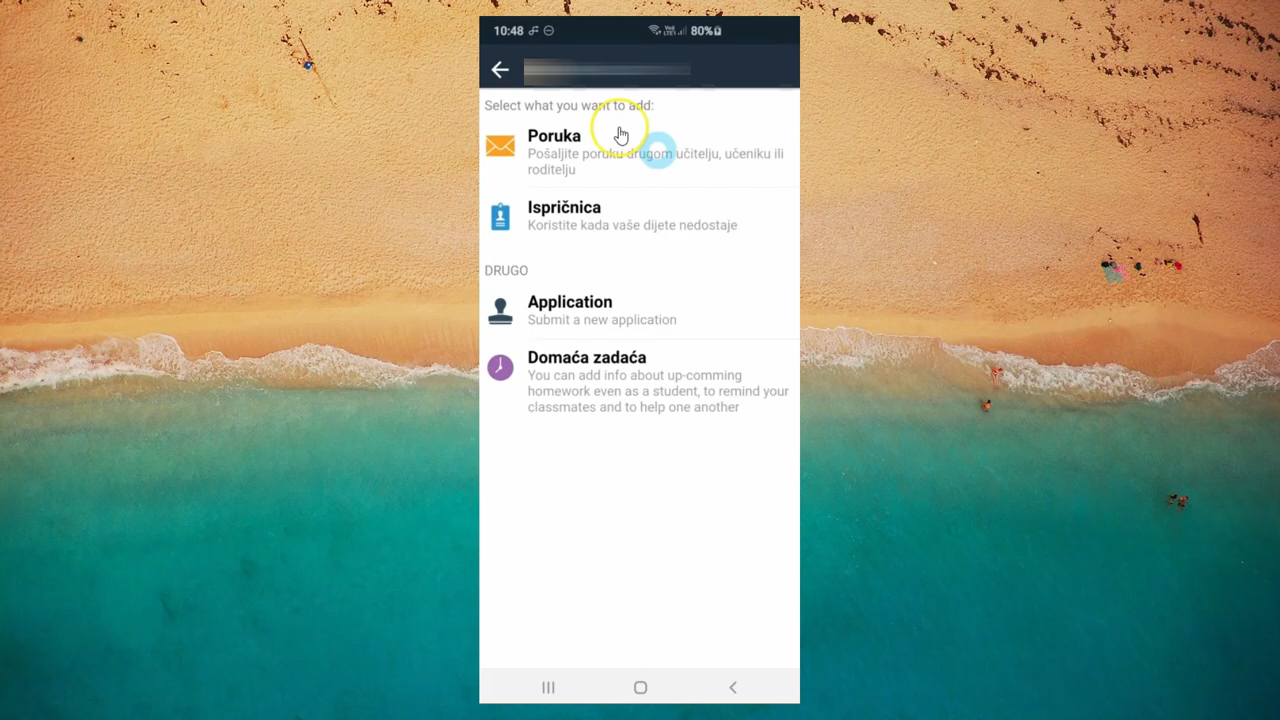 10:48
80%
Select what you want to add:
Poruka
Pošaljite poruku drugom učitelju, učeniku ili
roditelju
Ispričnica
Koristite kada vaše dijete nedostaje
DRUGO
Application
Submit a new application
Domaća zadaća
You can add info about up-comming
homework even as a student, to remind your
classmates and to help one another